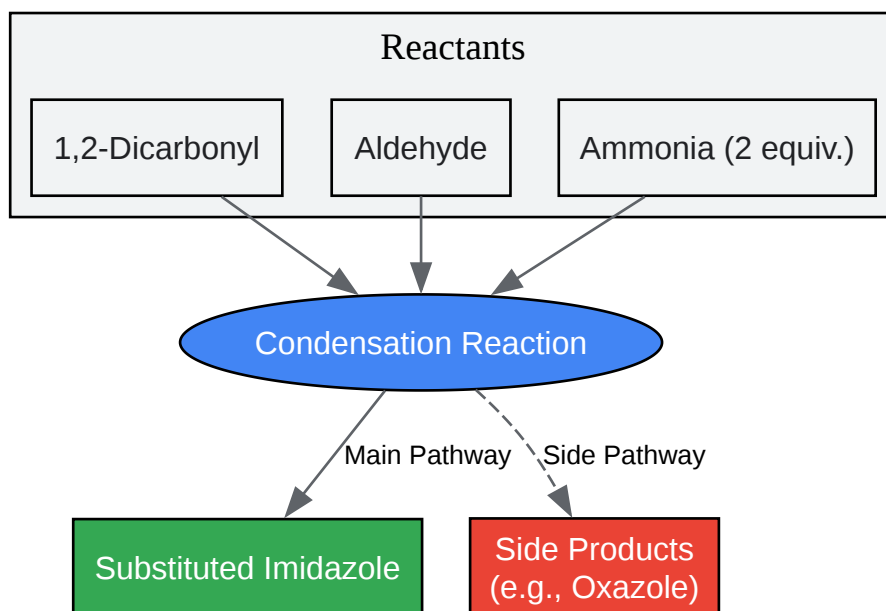 Reactants
1,2-Dicarbonyl
Aldehyde
Ammonia (2 equiv.)
Condensation Reaction
Main Pathway
Side Pathway
Substituted Imidazole
Side Products
(e.g., Oxazole)